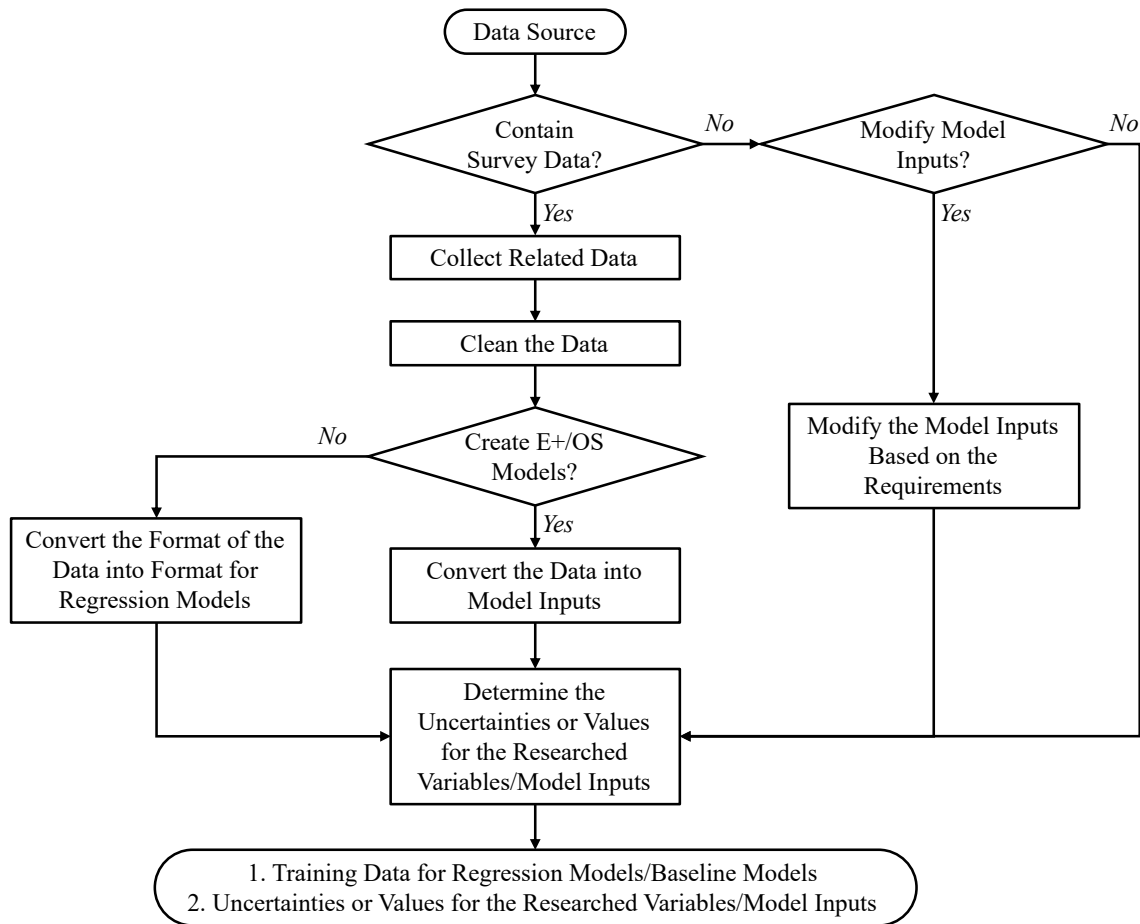 Data Source
Contain
Survey Data?
No
Modify Model
Inputs?
No
Yes
Yes
Collect Related Data
Clean the Data
No
Create E+/OS
Models?
Modify the Model Inputs
Based on the
Requirements
Yes
Convert the Format of the
Data into Format for
Regression Models
Convert the Data into
Model Inputs
Determine the
Uncertainties or Values
for the Researched
Variables/Model Inputs
1. Training Data for Regression Models/Baseline Models
2. Uncertainties or Values for the Researched Variables/Model Inputs